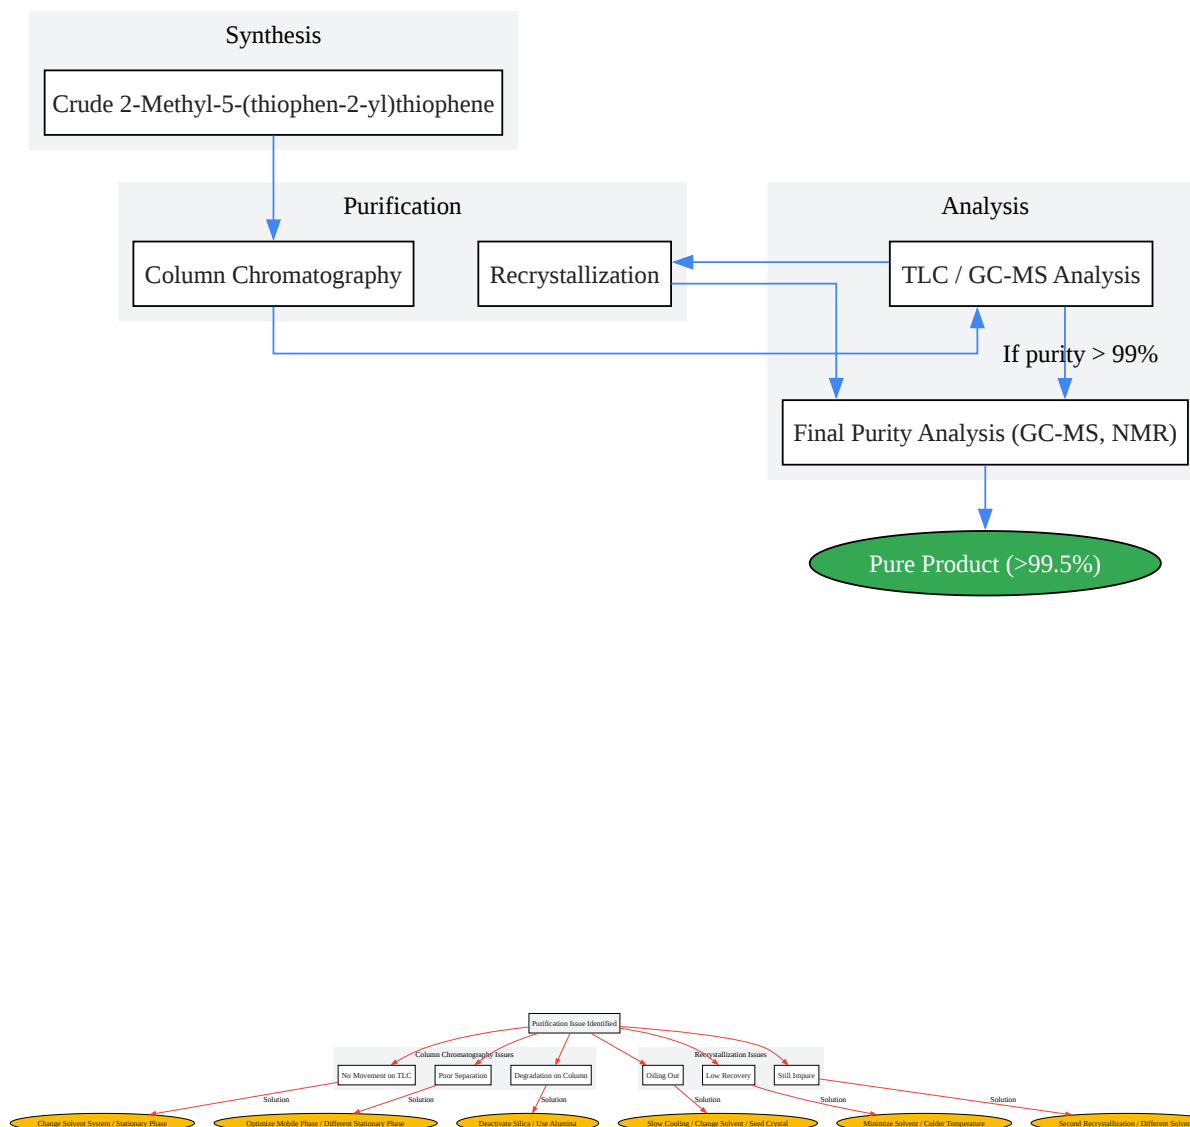 Synthesis
Crude 2-Methyl-5-(thiophen-2-yl)thiophene
Purification
Analysis
Column Chromatography
Recrystallization
TLC / GC-MS Analysis
If purity > 99%
Final Purity Analysis (GC-MS, NMR)
Pure Product (>99.5%)
Purification Issue Identified
Column Chromatography Issues
Recrystallization Issues
No Movement on TLC
Poor Separation
Degradation on Column
Oiling Out
Low Recovery
Still Impure
Solution
Solution
Solution
Solution
Solution
Solution
Change Solvent System / Stationary Phase
Optimize Mobile Phase / Different Stationary Phase
Deactivate Silica / Use Alumina
Slow Cooling / Change Solvent / Seed Crystal
Minimize Solvent / Colder Temperature
Second Recrystallization / Different Solvent